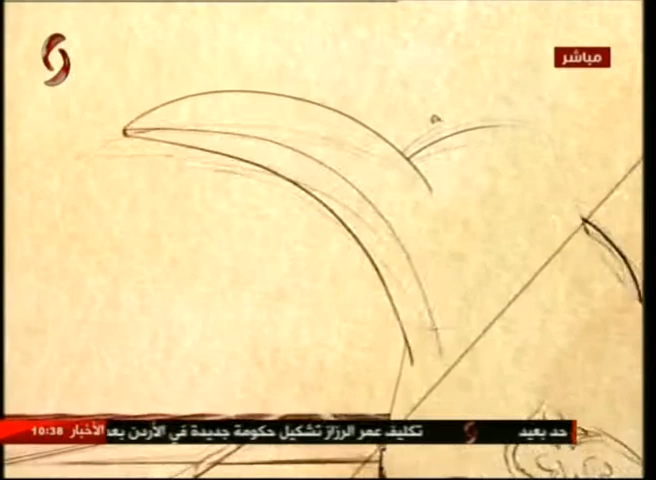 مباشر
حد بعيد
تكليف عمر الرزاز تشكيل حكومة جديدة في الأردن بعد
الأخبار 10:38